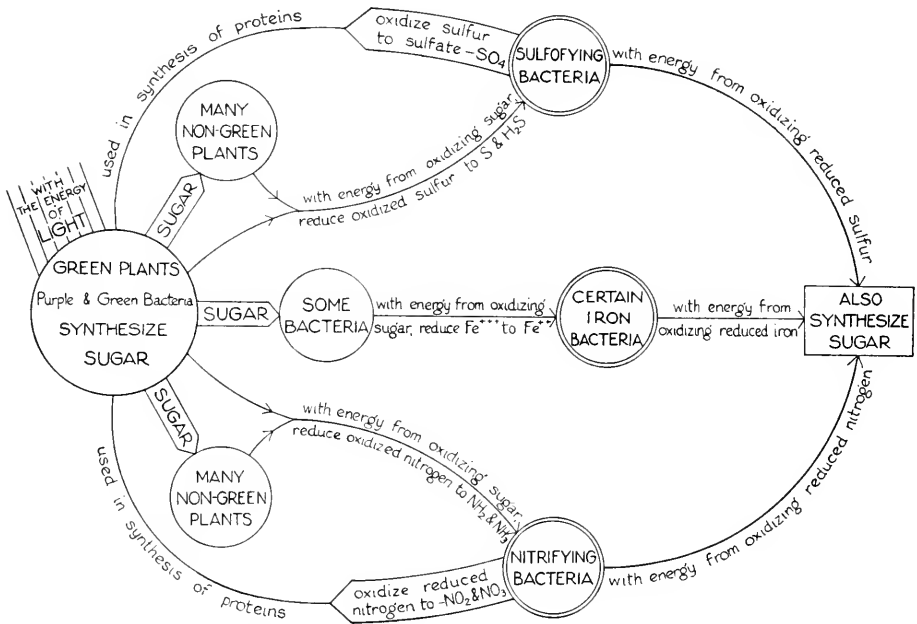 used in synthesis of proteins
oxidize sulfur
to sulfate -SO₄
SULFOFYING
BACTERIA
with energy from oxidizing reduced sulfur
MANY
NON-GREEN
PLANTS
with energy from oxidizing sugar,
reduce oxidized sulfur to S & H₂S
WITH
THE ENERGY
OF
LIGHT
SUGAR
GREEN PLANTS
Purple & Green Bacteria
SYNTHESIZE
SUGAR
SUGAR
SOME
BACTERIA
with energy from oxidizing
sugar, reduce Fe⁺⁺⁺ to Fe⁺⁺
CERTAIN
IRON
BACTERIA
with energy from
oxidizing reduced iron
ALSO
SYNTHESIZE
SUGAR
SUGAR
with energy from oxidizing sugar,
reduce oxidized nitrogen to NH₂ & NH₃
MANY
NON-GREEN
PLANTS
used in synthesis of proteins
oxidize reduced
nitrogen to -NO₂ & NO₃
NITRIFYING
BACTERIA
with energy from oxidizing reduced nitrogen